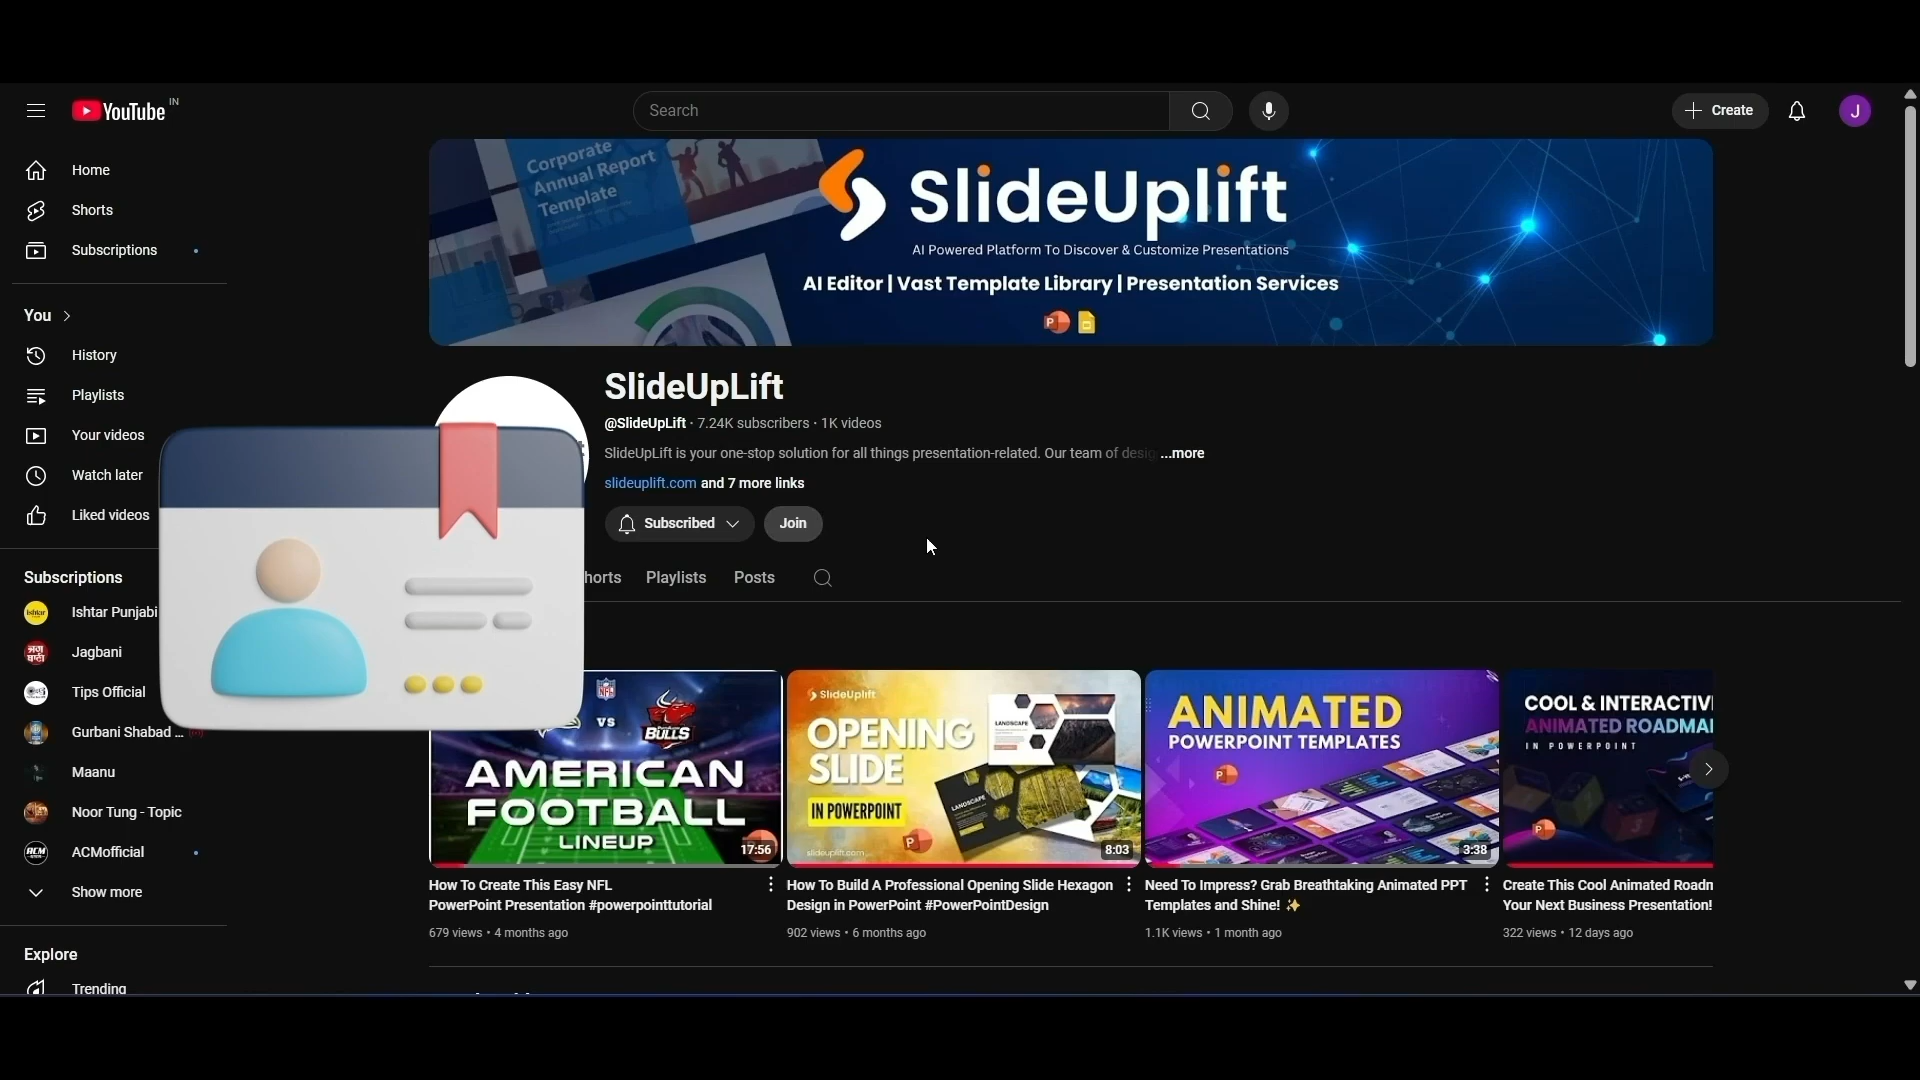 YouTube IN
Search
Create
J
Home
Shorts
Subscriptions
You
History
Playlists
Your videos
Watch later
Liked videos
Subscriptions
Ishtar Punjabi
Jagbani
Tips Official
Gurbani Shabad ...
Maanu
Noor Tung - Topic
ACMofficial
Show more
Explore
Trending
Corporate
Annual Report
Template
SlideUplift
AI Powered Platform To Discover & Customize Presentations
AI Editor | Vast Template Library | Presentation Services
SlideUpLift
@SlideUpLift · 7.24K subscribers · 1K videos
SlideUpLift is your one-stop solution for all things presentation-related. Our team of desig ...more
slideuplift.com and 7 more links
Subscribed
Join
horts
Playlists
Posts
NFL
VS
BULLS
AMERICAN
FOOTBALL
LINEUP
17:56
How To Create This Easy NFL
PowerPoint Presentation #powerpointtutorial
679 views • 4 months ago
SlideUplift
OPENING
SLIDE
IN POWERPOINT
LANDSCAPE
LANDSCAPE
slideuplift.com
8:03
How To Build A Professional Opening Slide Hexagon
Design in PowerPoint #PowerPointDesign
902 views • 6 months ago
ANIMATED
POWERPOINT TEMPLATES
3:38
Need To Impress? Grab Breathtaking Animated PPT
Templates and Shine! ✨
1.1K views • 1 month ago
COOL & INTERACTIV
ANIMATED ROADMA
IN POWERPOINT
Create This Cool Animated Roadm
Your Next Business Presentation!
322 views • 12 days ago